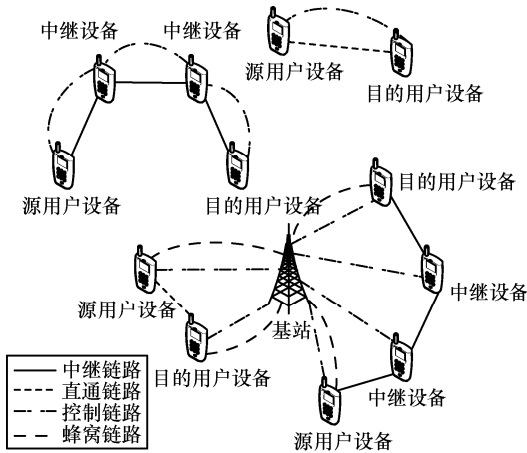 中继设备
中继设备
源用户设备
目的用户设备
源用户设备
目的用户设备
目的用户设备
中继设备
源用户设备
基站
目的用户设备
中继设备
源用户设备
中继链路
直通链路
控制链路
蜂窝链路